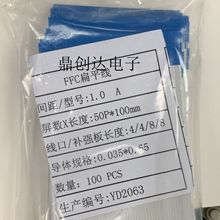 鼎创达电子
FFC扁平线
间距/型号:1.0 A
屏数X长度:50P*100mm
线口/补强板长度:4/4/8/8
导体规格:0.035*0.65
数量:100 PCS
生产编号:YD2063